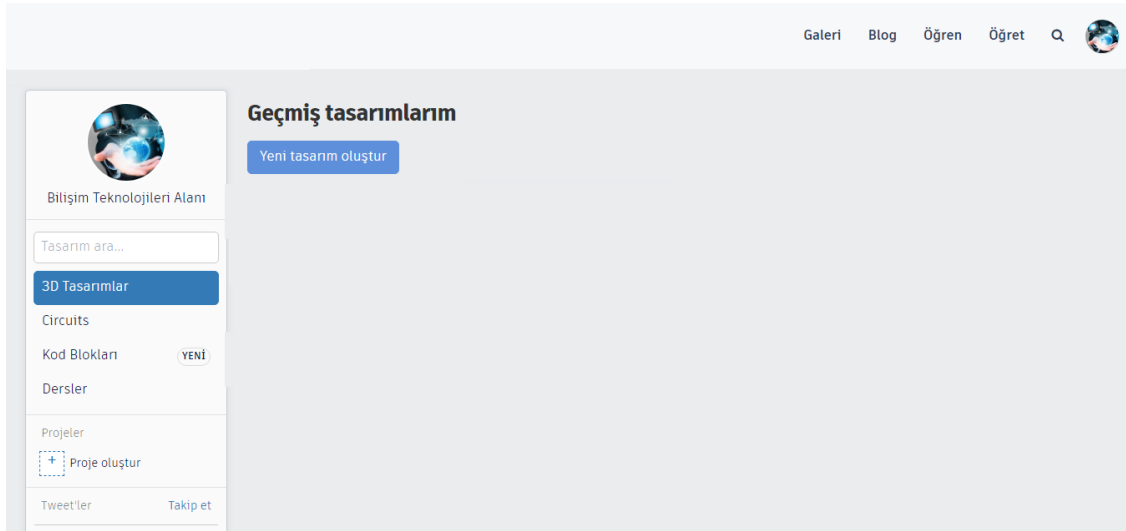 Galeri Blog Öğren Öğret
Geçmiş tasarımlarım
Yeni tasarım oluştur
Bilişim Teknolojileri Alanı
Tasarım ara...
3D Tasarımlar
Circuits
Kod Blokları YENİ
Dersler
Projeler
+ Proje oluştur
Tweet'ler Takip et